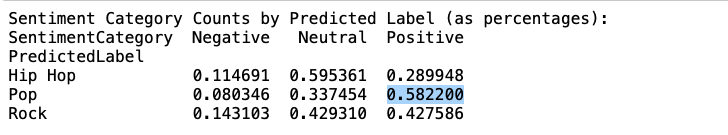 Sentiment Category Counts by Predicted Label (as percentages):
SentimentCategory  Negative   Neutral  Positive
PredictedLabel
Hip Hop            0.114691  0.595361  0.289948
Pop                0.080346  0.337454  0.582200
Rock               0.143103  0.429310  0.427586